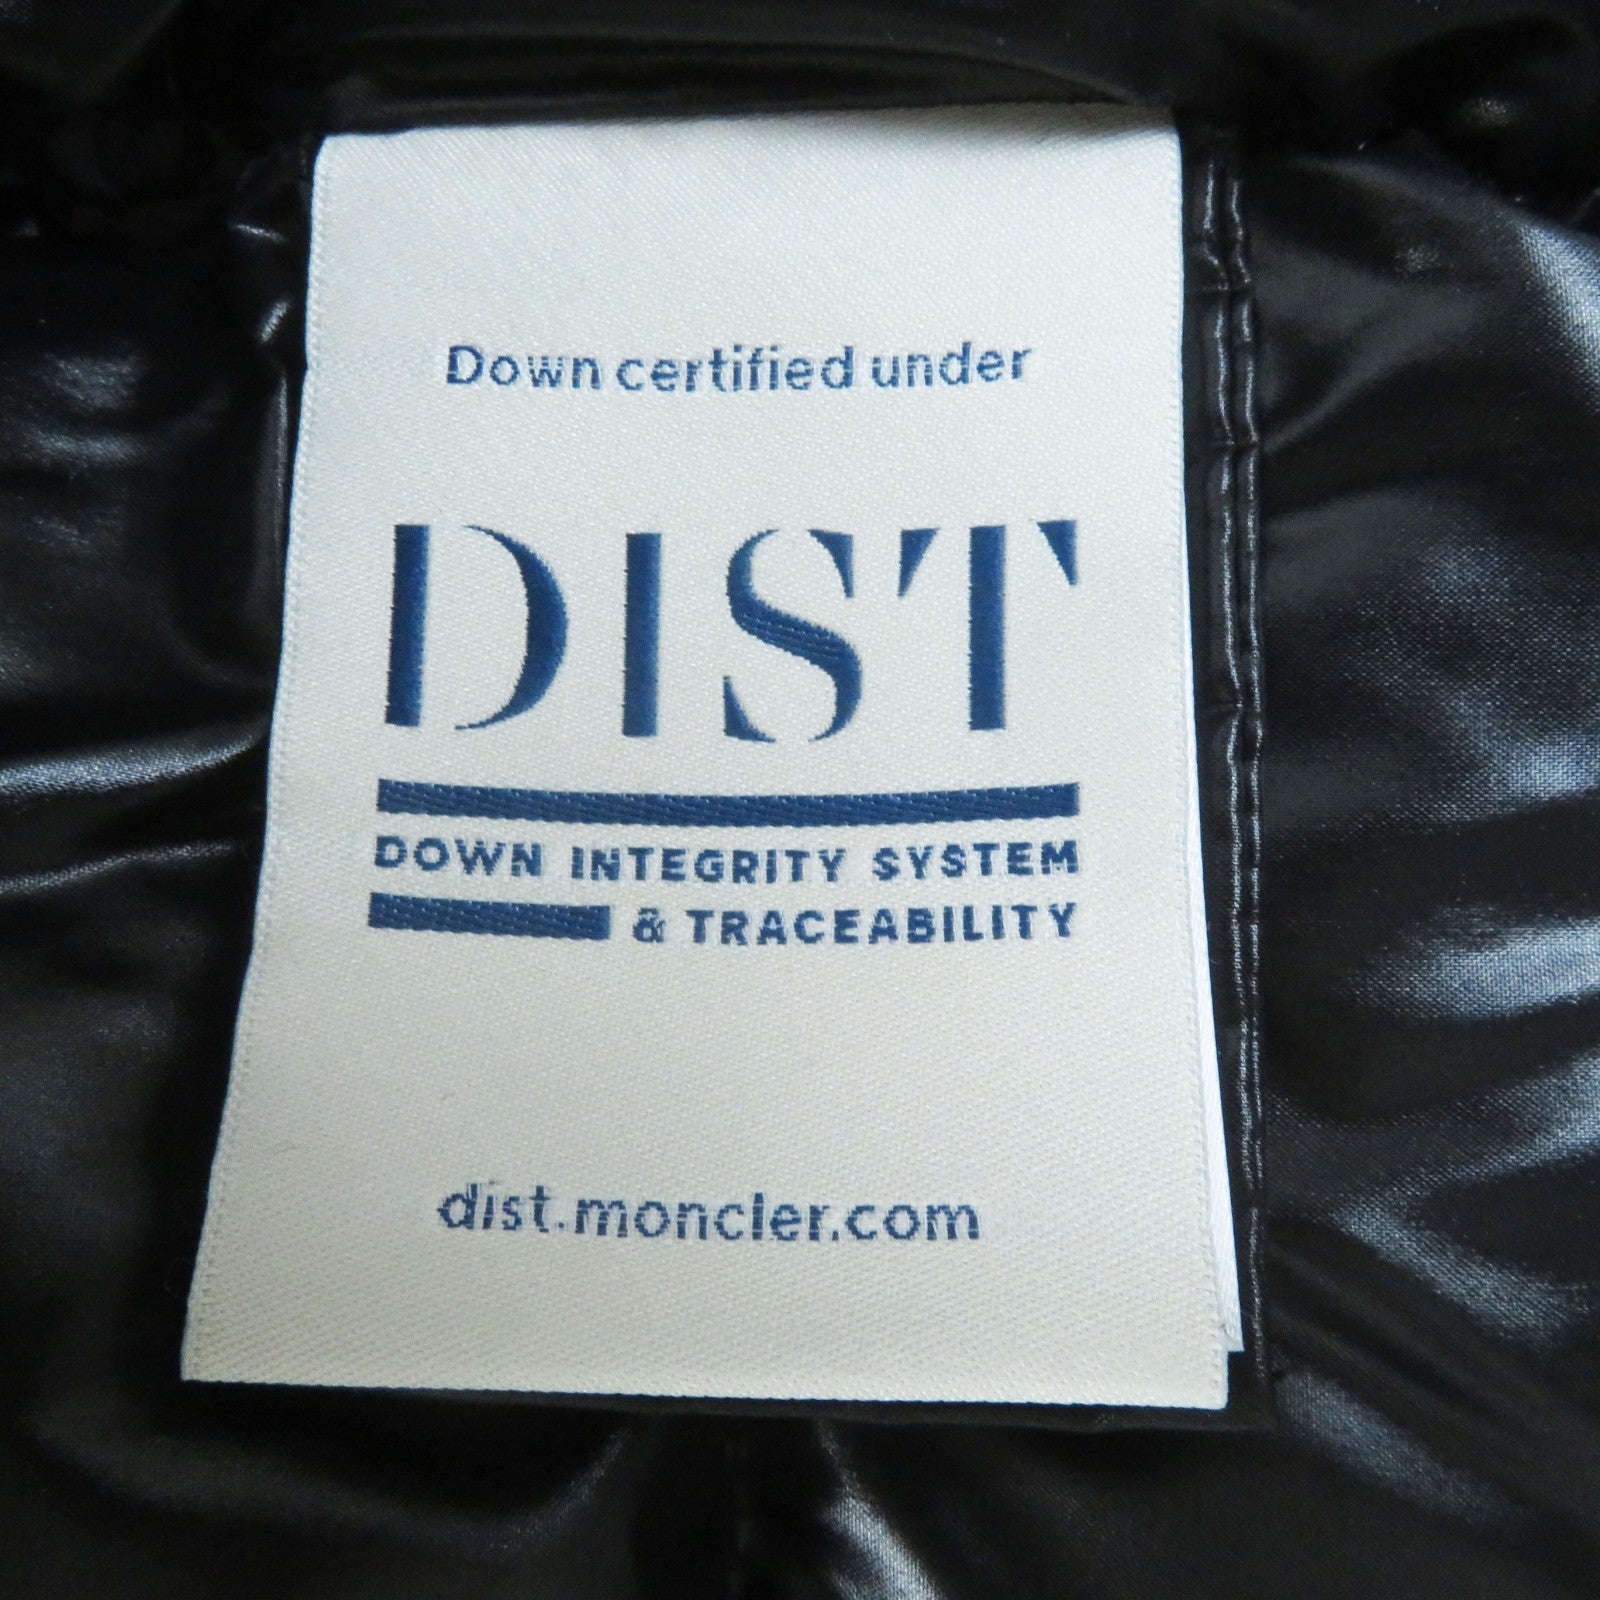 Down certified under
DIST
DOWN INTEGRITY SYSTEM
& TRACEABILITY
dist.moncler.com